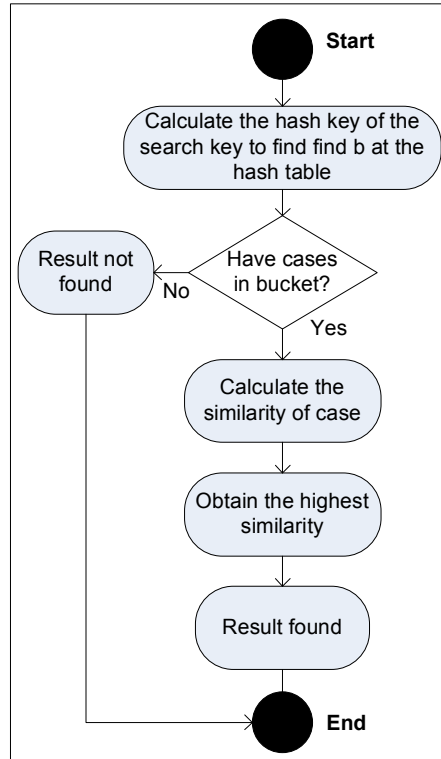 Start
Calculate the hash key of the
search key to find find b at the
hash table
Have cases
in bucket?
No
Result not
found
Yes
Calculate the
similarity of case
Obtain the highest
similarity
Result found
End